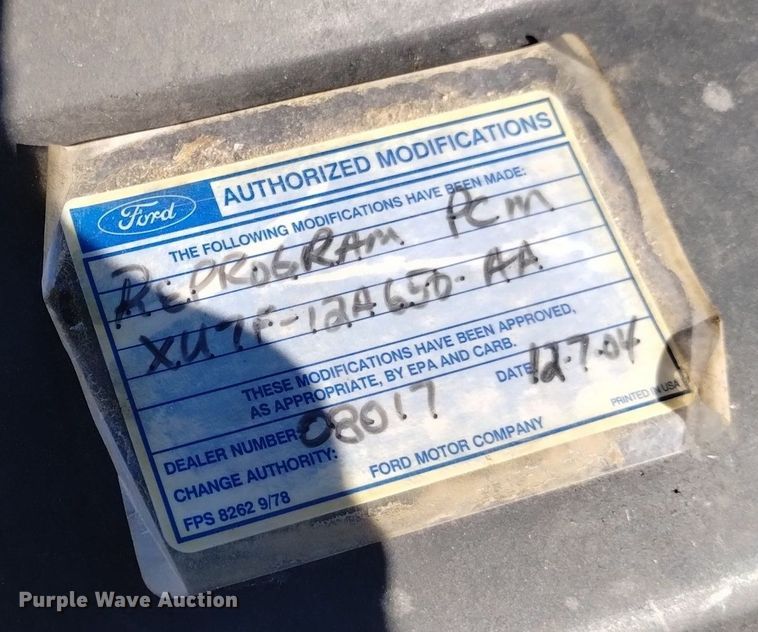 Ford
AUTHORIZED MODIFICATIONS
THE FOLLOWING MODIFICATIONS HAVE BEEN MADE:
REPROGRAM PCM
XU7F-12A650-AA
THESE MODIFICATIONS HAVE BEEN APPROVED,
AS APPROPRIATE, BY EPA AND CARB.
DEALER NUMBER: 08017 DATE 12-7-04
CHANGE AUTHORITY: FORD MOTOR COMPANY PRINTED IN USA
FPS 8262 9/78
Purple Wave Auction